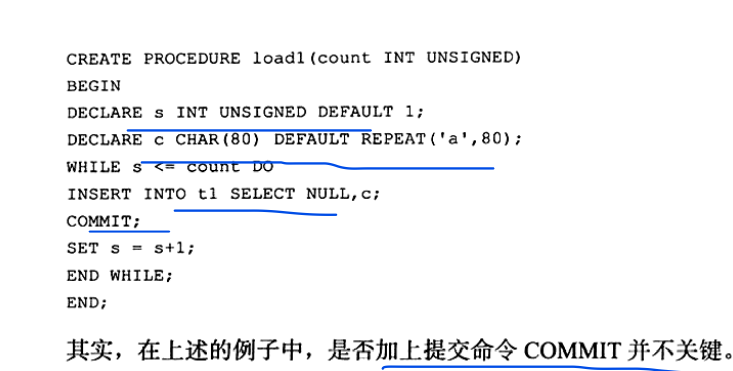 CREATE PROCEDURE load1(count INT UNSIGNED)
BEGIN
DECLARE s INT UNSIGNED DEFAULT 1;
DECLARE c CHAR(80) DEFAULT REPEAT('a',80);
WHILE s <= count DO
INSERT INTO t1 SELECT NULL,c;
COMMIT;
SET s = s+1;
END WHILE;
END;
其实，在上述的例子中，是否加上提交命令 COMMIT 并不关键。